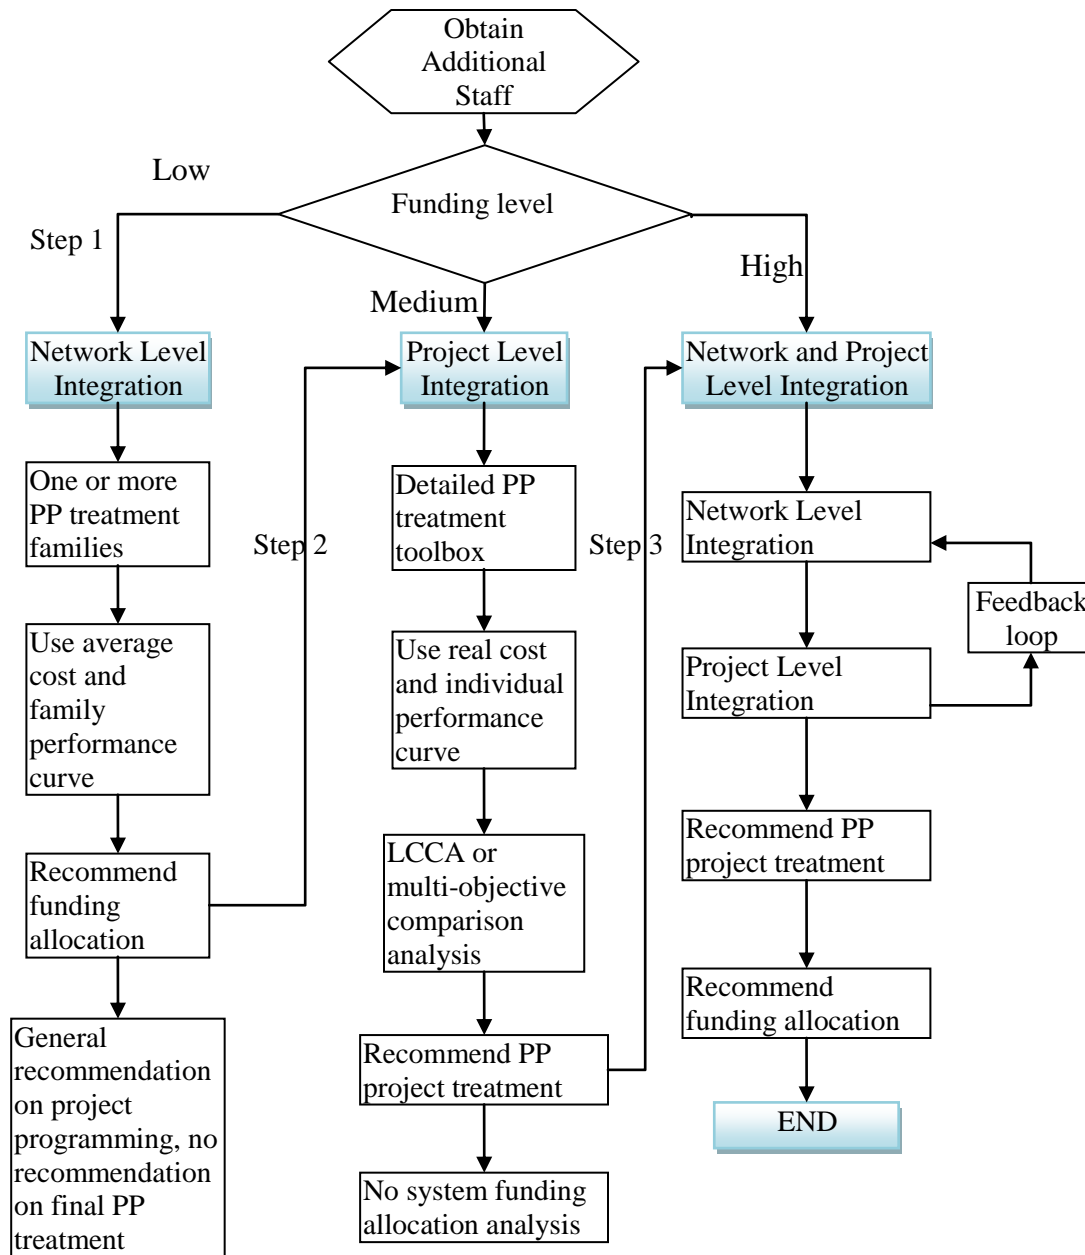 Obtain
Additional
Staff
Low
Funding level
Step 1
High
Medium
Network Level
Integration
Project Level
Integration
Network and Project
Level Integration
One or more
PP treatment
families
Detailed PP
treatment
toolbox
Network Level
Integration
Step 2
Step 3
Feedback
loop
Use average
cost and
family
performance
curve
Use real cost
and individual
performance
curve
Project Level
Integration
Recommend
funding
allocation
LCCA or
multi-objective
comparison
analysis
Recommend PP
project treatment
Recommend
funding allocation
General
recommendation
on project
programming, no
recommendation
on final PP
treatment
Recommend PP
project treatment
END
No system funding
allocation analysis